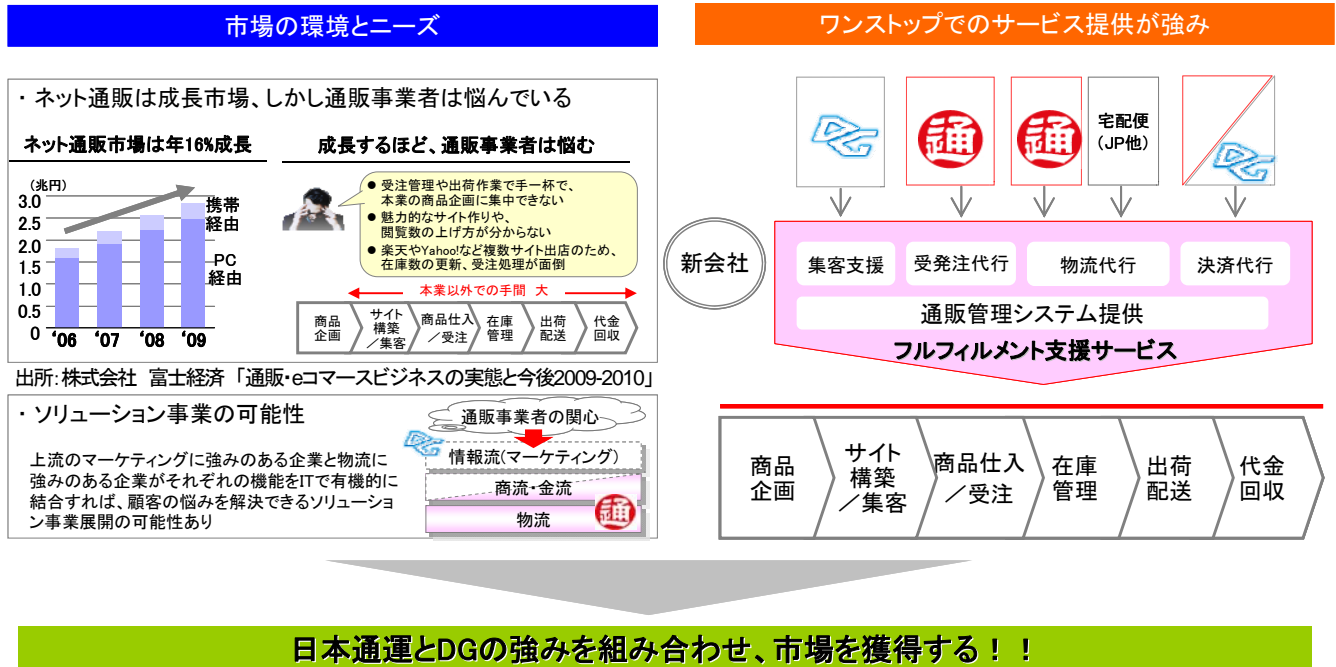 市場の環境とニーズ
・ネット通販は成長市場、しかし通販事業者は悩んでいる
ネット通販市場は年16%成長
(兆円)
3.0
2.5
2.0
1.5
1.0
0.5
0
‘06 ‘07 ‘08 ‘09
携帯
経由
PC
経由
成長するほど、通販事業者は悩む
● 受注管理や出荷作業で手一杯で、
本業の商品企画に集中できない
● 魅力的なサイト作りや、
閲覧数の上げ方が分からない
● 楽天やYahoo!など複数サイト出店のため、
在庫数の更新、受注処理が面倒
本業以外での手間 大
商品
企画
サイト
構築
／集客
商品仕入
／受注
在庫
管理
出荷
配送
代金
回収
出所:株式会社 富士経済 「通販・eコマースビジネスの実態と今後2009-2010」
・ソリューション事業の可能性
上流のマーケティングに強みのある企業と物流に
強みのある企業がそれぞれの機能をITで有機的に
結合すれば、顧客の悩みを解決できるソリューショ
ン事業展開の可能性あり
通販事業者の関心
DG
情報流(マーケティング)
商流・金流
物流
通
ワンストップでのサービス提供が強み
DG
通
通
宅配便
(JP他)
DG
新会社
集客支援
受発注代行
物流代行
決済代行
通販管理システム提供
フルフィルメント支援サービス
商品
企画
サイト
構築
／集客
商品仕入
／受注
在庫
管理
出荷
配送
代金
回収
日本通運とDGの強みを組み合わせ、市場を獲得する！！